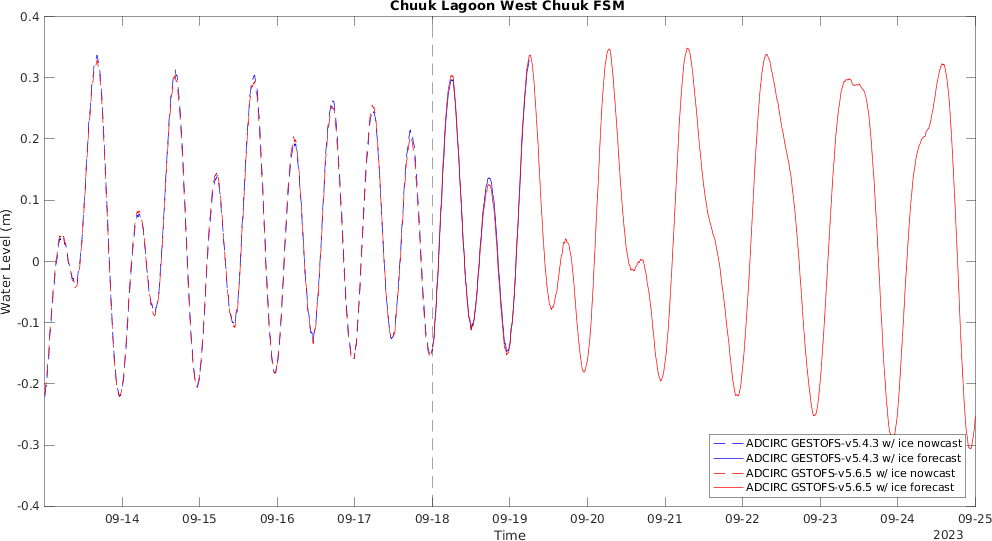 Chuuk Lagoon West Chuuk FSM
0.4
0.3
0.2
0.1
0
-0.1
-0.2
-0.3
-0.4
Water Level (m)
ADCIRC GESTOFS-v5.4.3 w/ ice nowcast
ADCIRC GESTOFS-v5.4.3 w/ ice forecast
ADCIRC GSTOFS-v5.6.5 w/ ice nowcast
ADCIRC GSTOFS-v5.6.5 w/ ice forecast
09-14 09-15 09-16 09-17 09-18 09-19 09-20 09-21 09-22 09-23 09-24 09-25
Time
2023